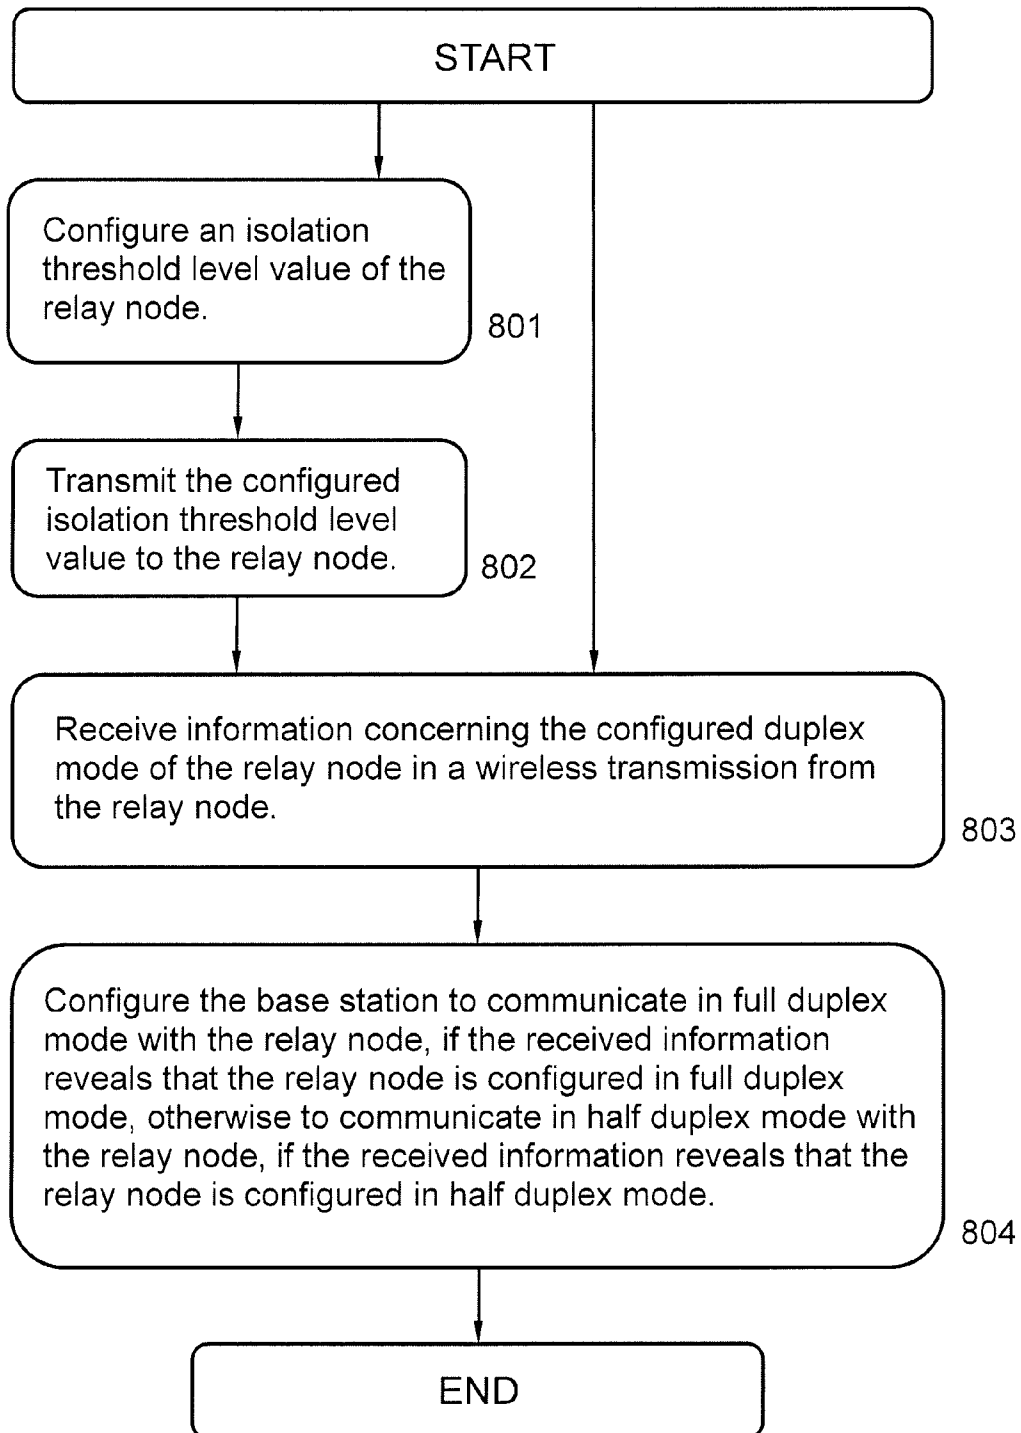 START
Configure an isolation
threshold level value of the
relay node.
801
Transmit the configured
isolation threshold level
value to the relay node.
802
Receive information concerning the configured duplex
mode of the relay node in a wireless transmission from
the relay node.
803
Configure the base station to communicate in full duplex
mode with the relay node, if the received information
reveals that the relay node is configured in full duplex
mode, otherwise to communicate in half duplex mode with
the relay node, if the received information reveals that the
relay node is configured in half duplex mode.
804
END